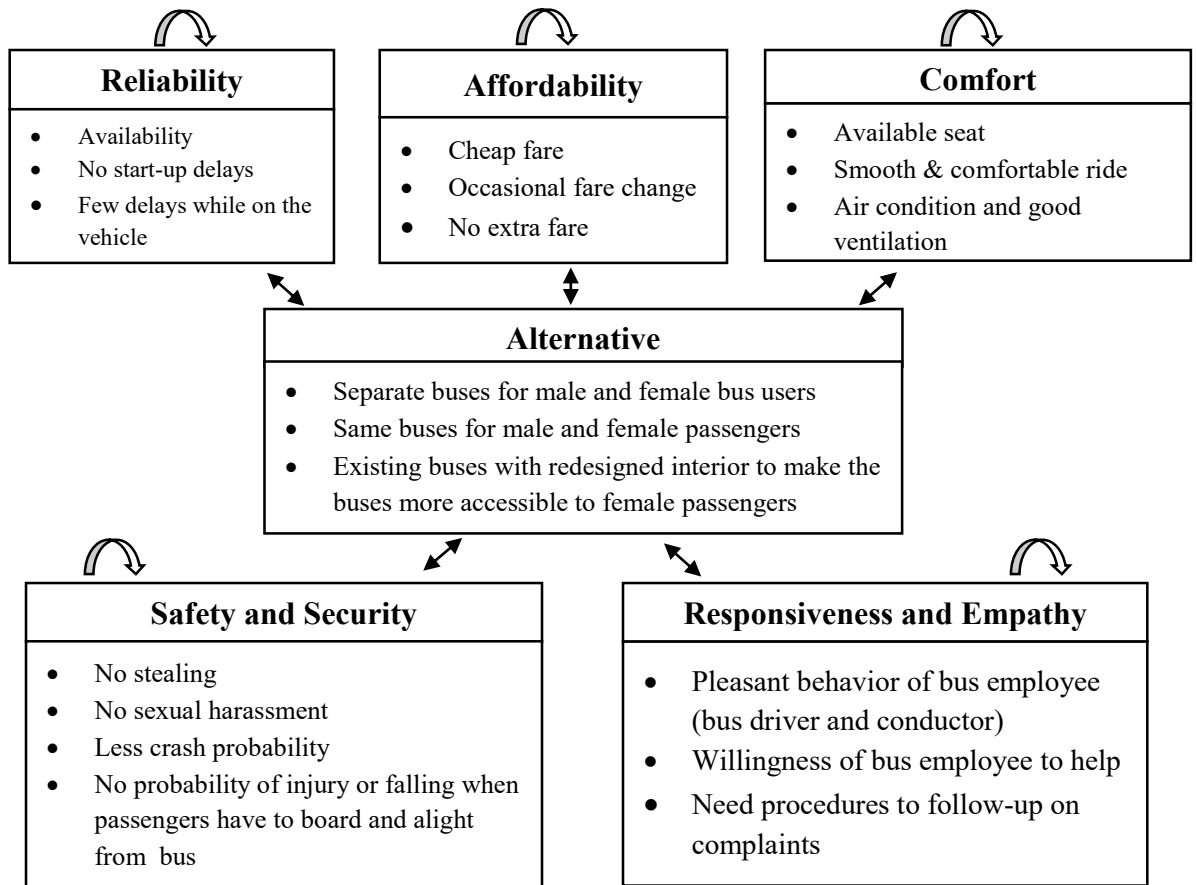 Reliability
• Availability
• No start-up delays
• Few delays while on the
vehicle
Affordability
• Cheap fare
• Occasional fare change
• No extra fare
Comfort
• Available seat
• Smooth & comfortable ride
• Air condition and good
ventilation
Alternative
• Separate buses for male and female bus users
• Same buses for male and female passengers
• Existing buses with redesigned interior to make the
buses more accessible to female passengers
Safety and Security
• No stealing
• No sexual harassment
• Less crash probability
• No probability of injury or falling when
passengers have to board and alight
from bus
Responsiveness and Empathy
• Pleasant behavior of bus employee
(bus driver and conductor)
• Willingness of bus employee to help
• Need procedures to follow-up on
complaints